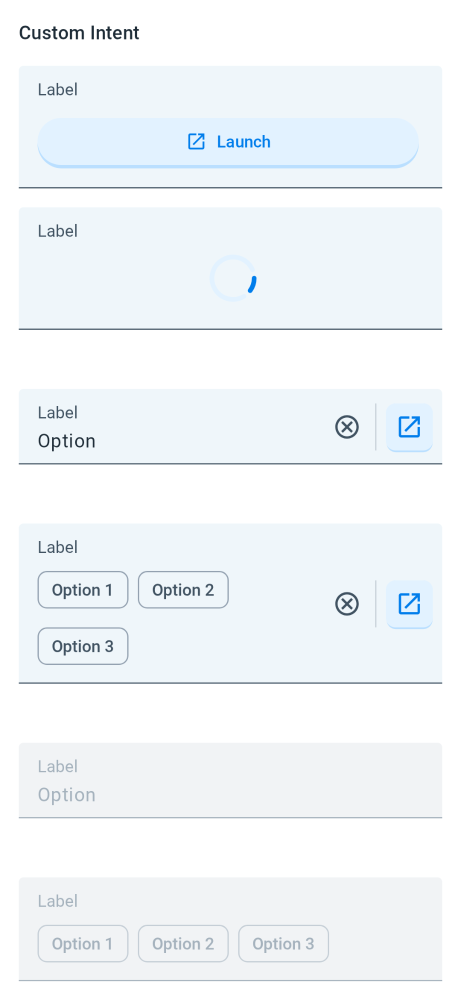 Custom Intent
Label
Launch
Label
Label
Option
Label
Option 1 Option 2
Option 3
Label
Option
Label
Option 1 Option 2 Option 3